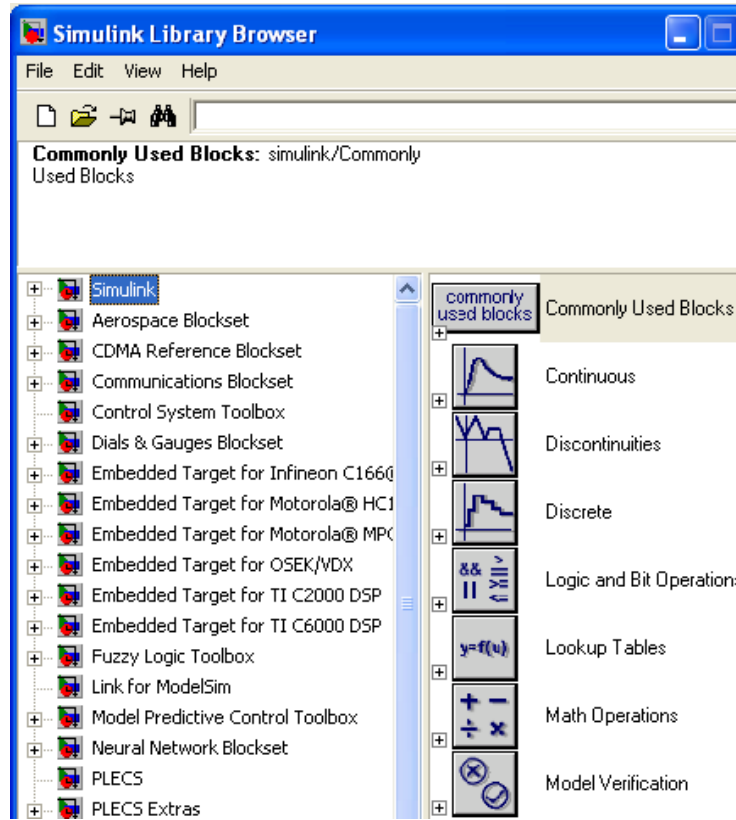 Simulink Library Browser
File Edit View Help
Commonly Used Blocks: simulink/Commonly
Used Blocks
Simulink
Aerospace Blockset
CDMA Reference Blockset
Communications Blockset
Control System Toolbox
Dials & Gauges Blockset
Embedded Target for Infineon C166
Embedded Target for Motorola® HC1
Embedded Target for Motorola® MP
Embedded Target for OSEK/VDX
Embedded Target for TI C2000 DSP
Embedded Target for TI C6000 DSP
Fuzzy Logic Toolbox
Link for ModelSim
Model Predictive Control Toolbox
Neural Network Blockset
PLECS
PLECS Extras
commonly
used blocks
Commonly Used Blocks
Continuous
Discontinuities
Discrete
&& >
|| >=
<=
Logic and Bit Operations
y=f(u)
Lookup Tables
+ −
÷ ×
Math Operations
Model Verification